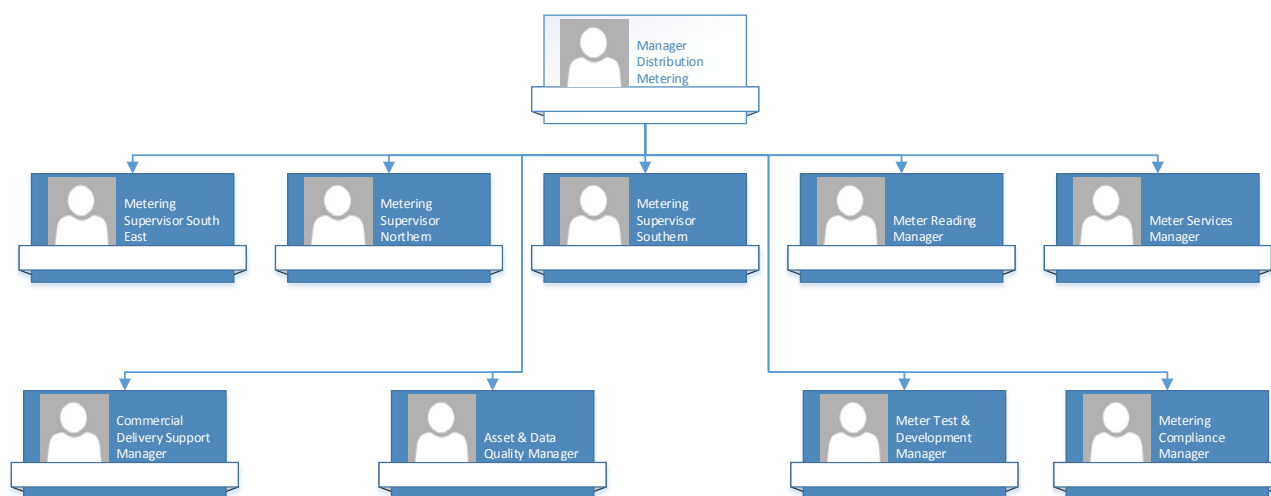 Manager
Distribution
Metering
Metering
Supervisor South
East
Metering
Supervisor
Northern
Metering
Supervisor
Southern
Meter Reading
Manager
Meter Services
Manager
Commercial
Delivery Support
Manager
Asset & Data
Quality Manager
Meter Test &
Development
Manager
Metering
Compliance
Manager